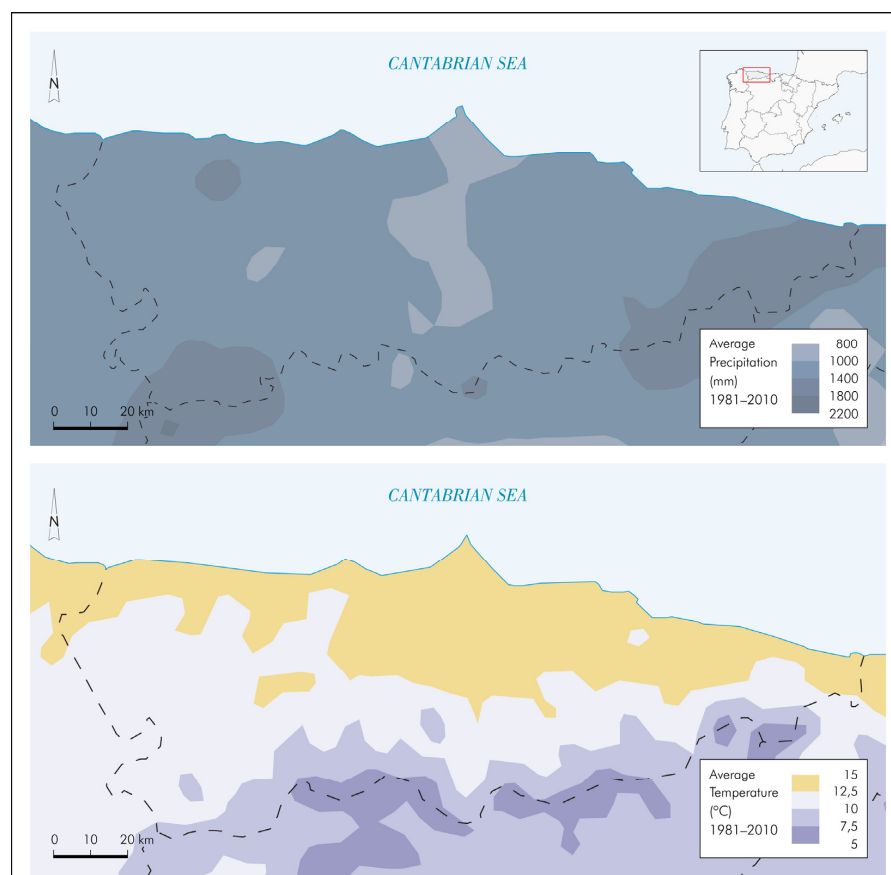 CANTABRIAN SEA
N
Average
Precipitation
(mm)
1981–2010
800
1000
1400
1800
2200
0 10 20 km
CANTABRIAN SEA
N
Average
Temperature
(ºC)
1981–2010
15
12,5
10
7,5
5
0 10 20 km